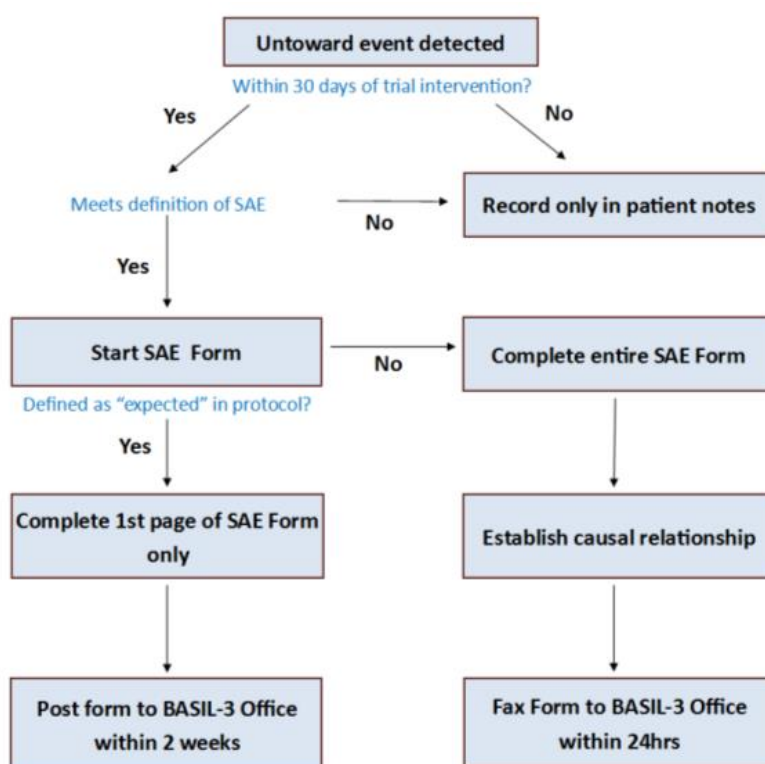 Untoward event detected
Within 30 days of trial intervention?
Yes
No
Meets definition of SAE
No
Record only in patient notes
Yes
Start SAE Form
No
Complete entire SAE Form
Defined as “expected” in protocol?
Yes
Complete 1st page of SAE Form
only
Establish causal relationship
Post form to BASIL-3 Office
within 2 weeks
Fax Form to BASIL-3 Office
within 24hrs